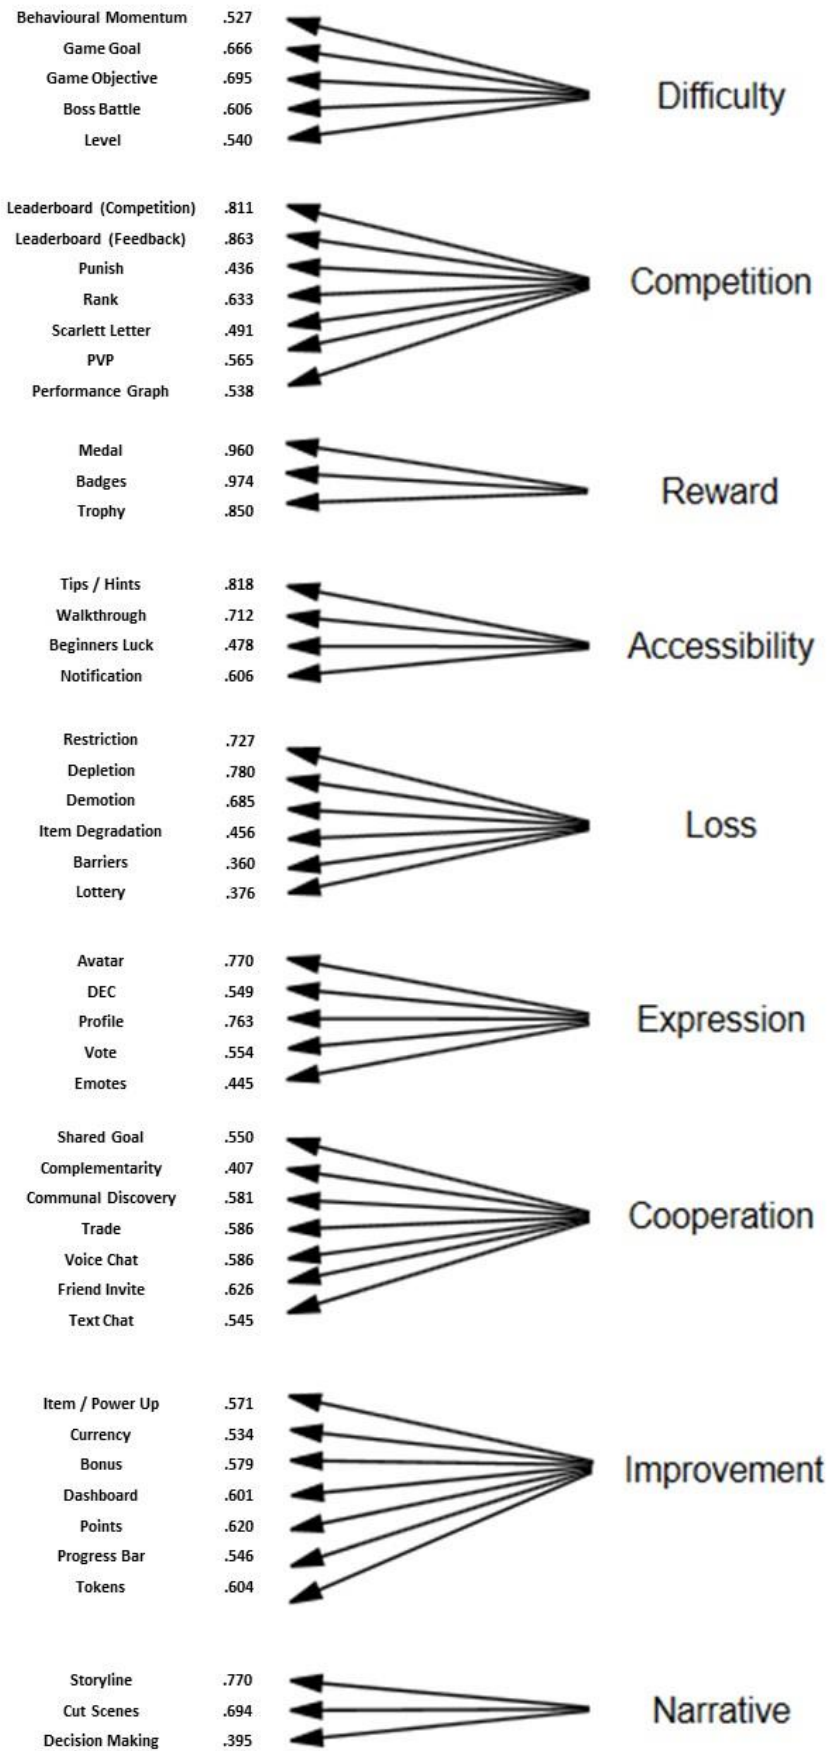 Behavioural Momentum .527
Game Goal .666
Game Objective .695
Boss Battle .606
Level .540
Difficulty
Leaderboard (Competition) .811
Leaderboard (Feedback) .863
Punish .436
Rank .633
Scarlett Letter .491
PVP .565
Performance Graph .538
Competition
Medal .960
Badges .974
Trophy .850
Reward
Tips / Hints .818
Walkthrough .712
Beginners Luck .478
Notification .606
Accessibility
Restriction .727
Depletion .780
Demotion .685
Item Degradation .456
Barriers .360
Lottery .376
Loss
Avatar .770
DEC .549
Profile .763
Vote .554
Emotes .445
Expression
Shared Goal .550
Complementarity .407
Communal Discovery .581
Trade .586
Voice Chat .586
Friend Invite .626
Text Chat .545
Cooperation
Item / Power Up .571
Currency .534
Bonus .579
Dashboard .601
Points .620
Progress Bar .546
Tokens .604
Improvement
Storyline .770
Cut Scenes .694
Decision Making .395
Narrative